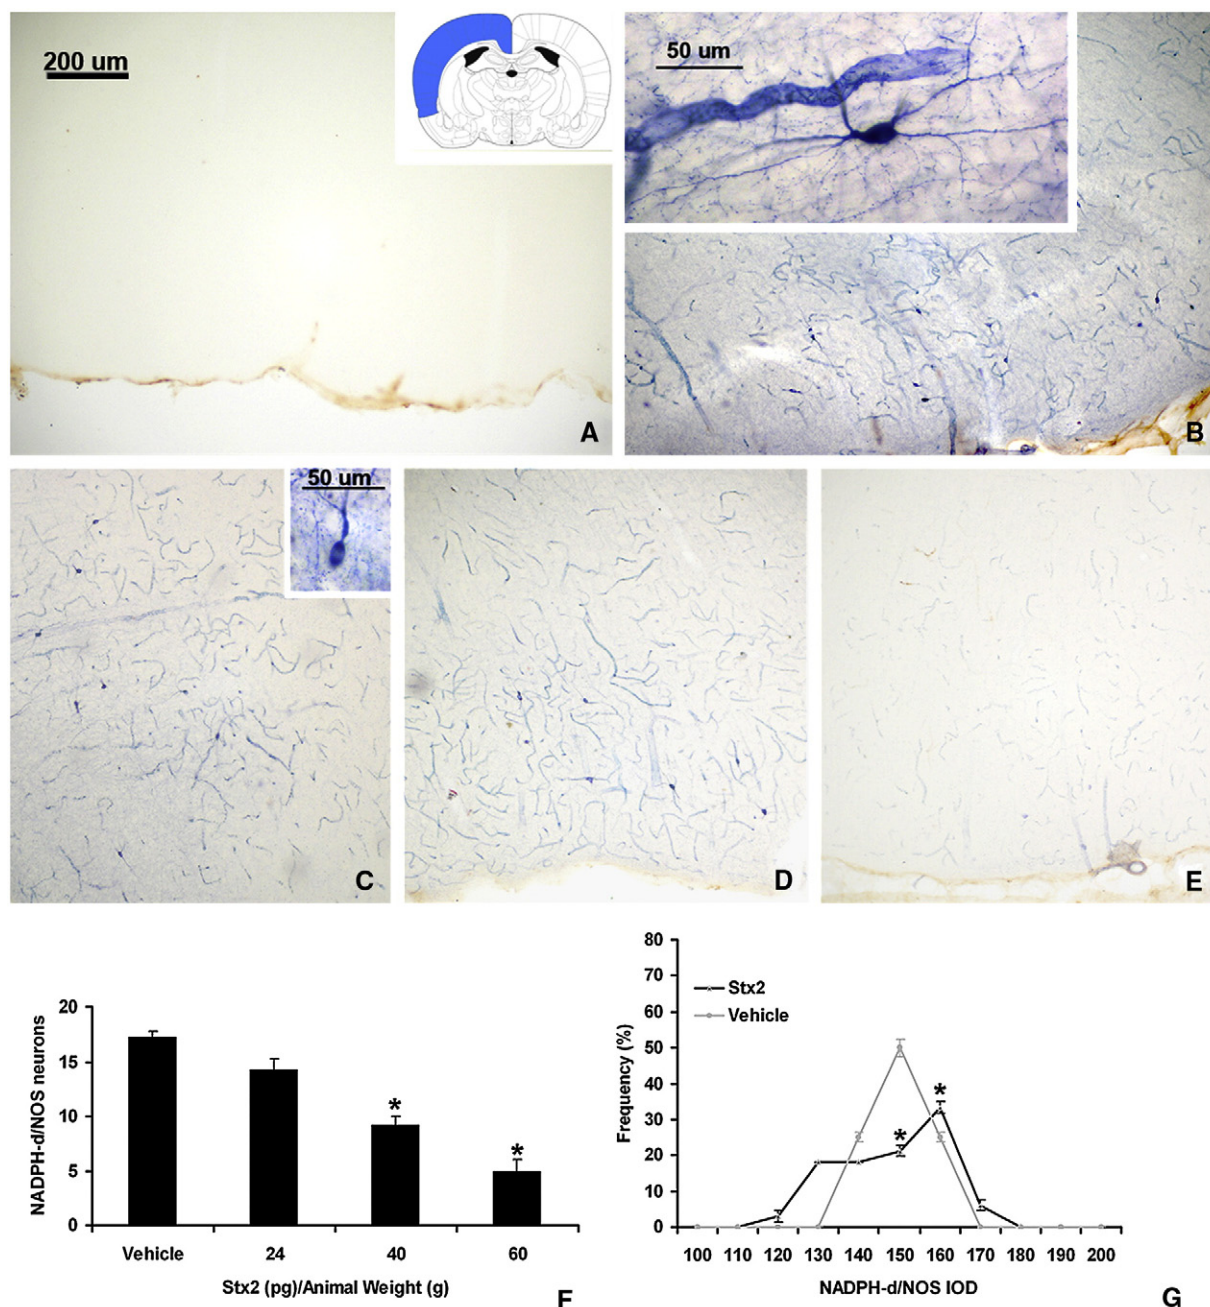 200 um
A
50 um
B
50 um
C
D
E
NADPH-d/NOS neurons
20
15
10
5
0
*
*
Vehicle
24
40
60
Stx2 (pg)/Animal Weight (g)
F
Frequency (%)
80
70
60
50
40
30
20
10
0
Stx2
Vehicle
*
*
100 110 120 130 140 150 160 170 180 190 200
NADPH-d/NOS IOD
G